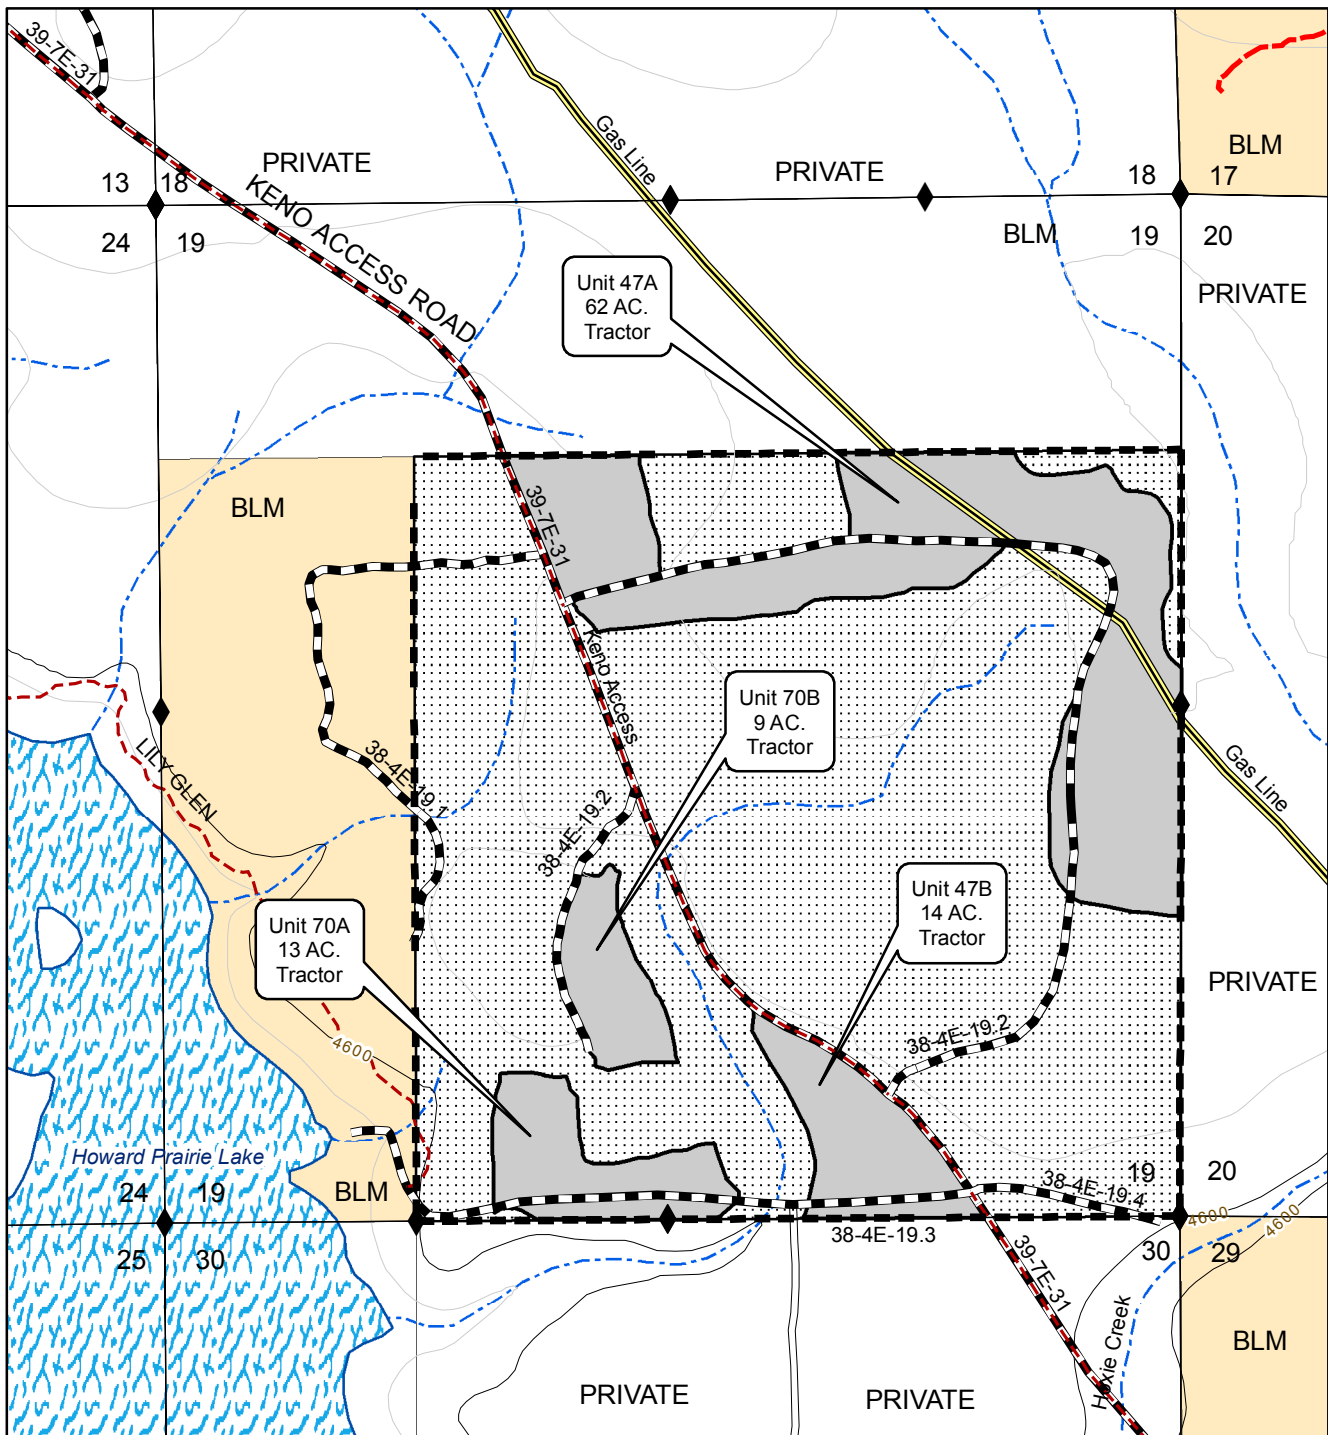 39-7E-31
PRIVATE
Gas Line
PRIVATE
BLM
13 18
18 17
KENO ACCESS ROAD
24 19
BLM
19 20
PRIVATE
Unit 47A
62 AC.
Tractor
BLM
39-7E-31
Keno Access
Unit 70B
9 AC.
Tractor
LILY GLEN
38-4E-19.1
38-4E-19.2
Gas Line
Unit 47B
14 AC.
Tractor
Unit 70A
13 AC.
Tractor
PRIVATE
4600
38-4E-19.2
Howard Prairie Lake
24 19
BLM
19 20
38-4E-19.4
4600
4600
38-4E-19.3
25 30
30 29
39-7E-31
Hoxie Creek
BLM
PRIVATE
PRIVATE